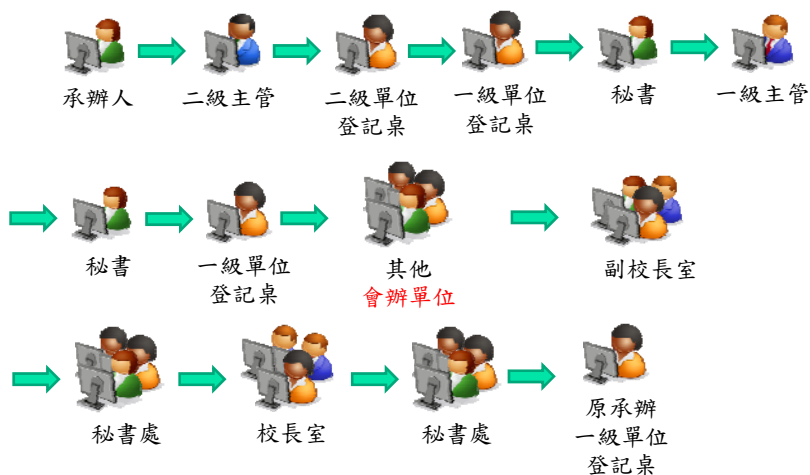 承辦人
二級主管
二級單位
登記桌
一級單位
登記桌
秘書
一級主管
秘書
一級單位
登記桌
其他
會辦單位
副校長室
秘書處
校長室
秘書處
原承辦
一級單位
登記桌